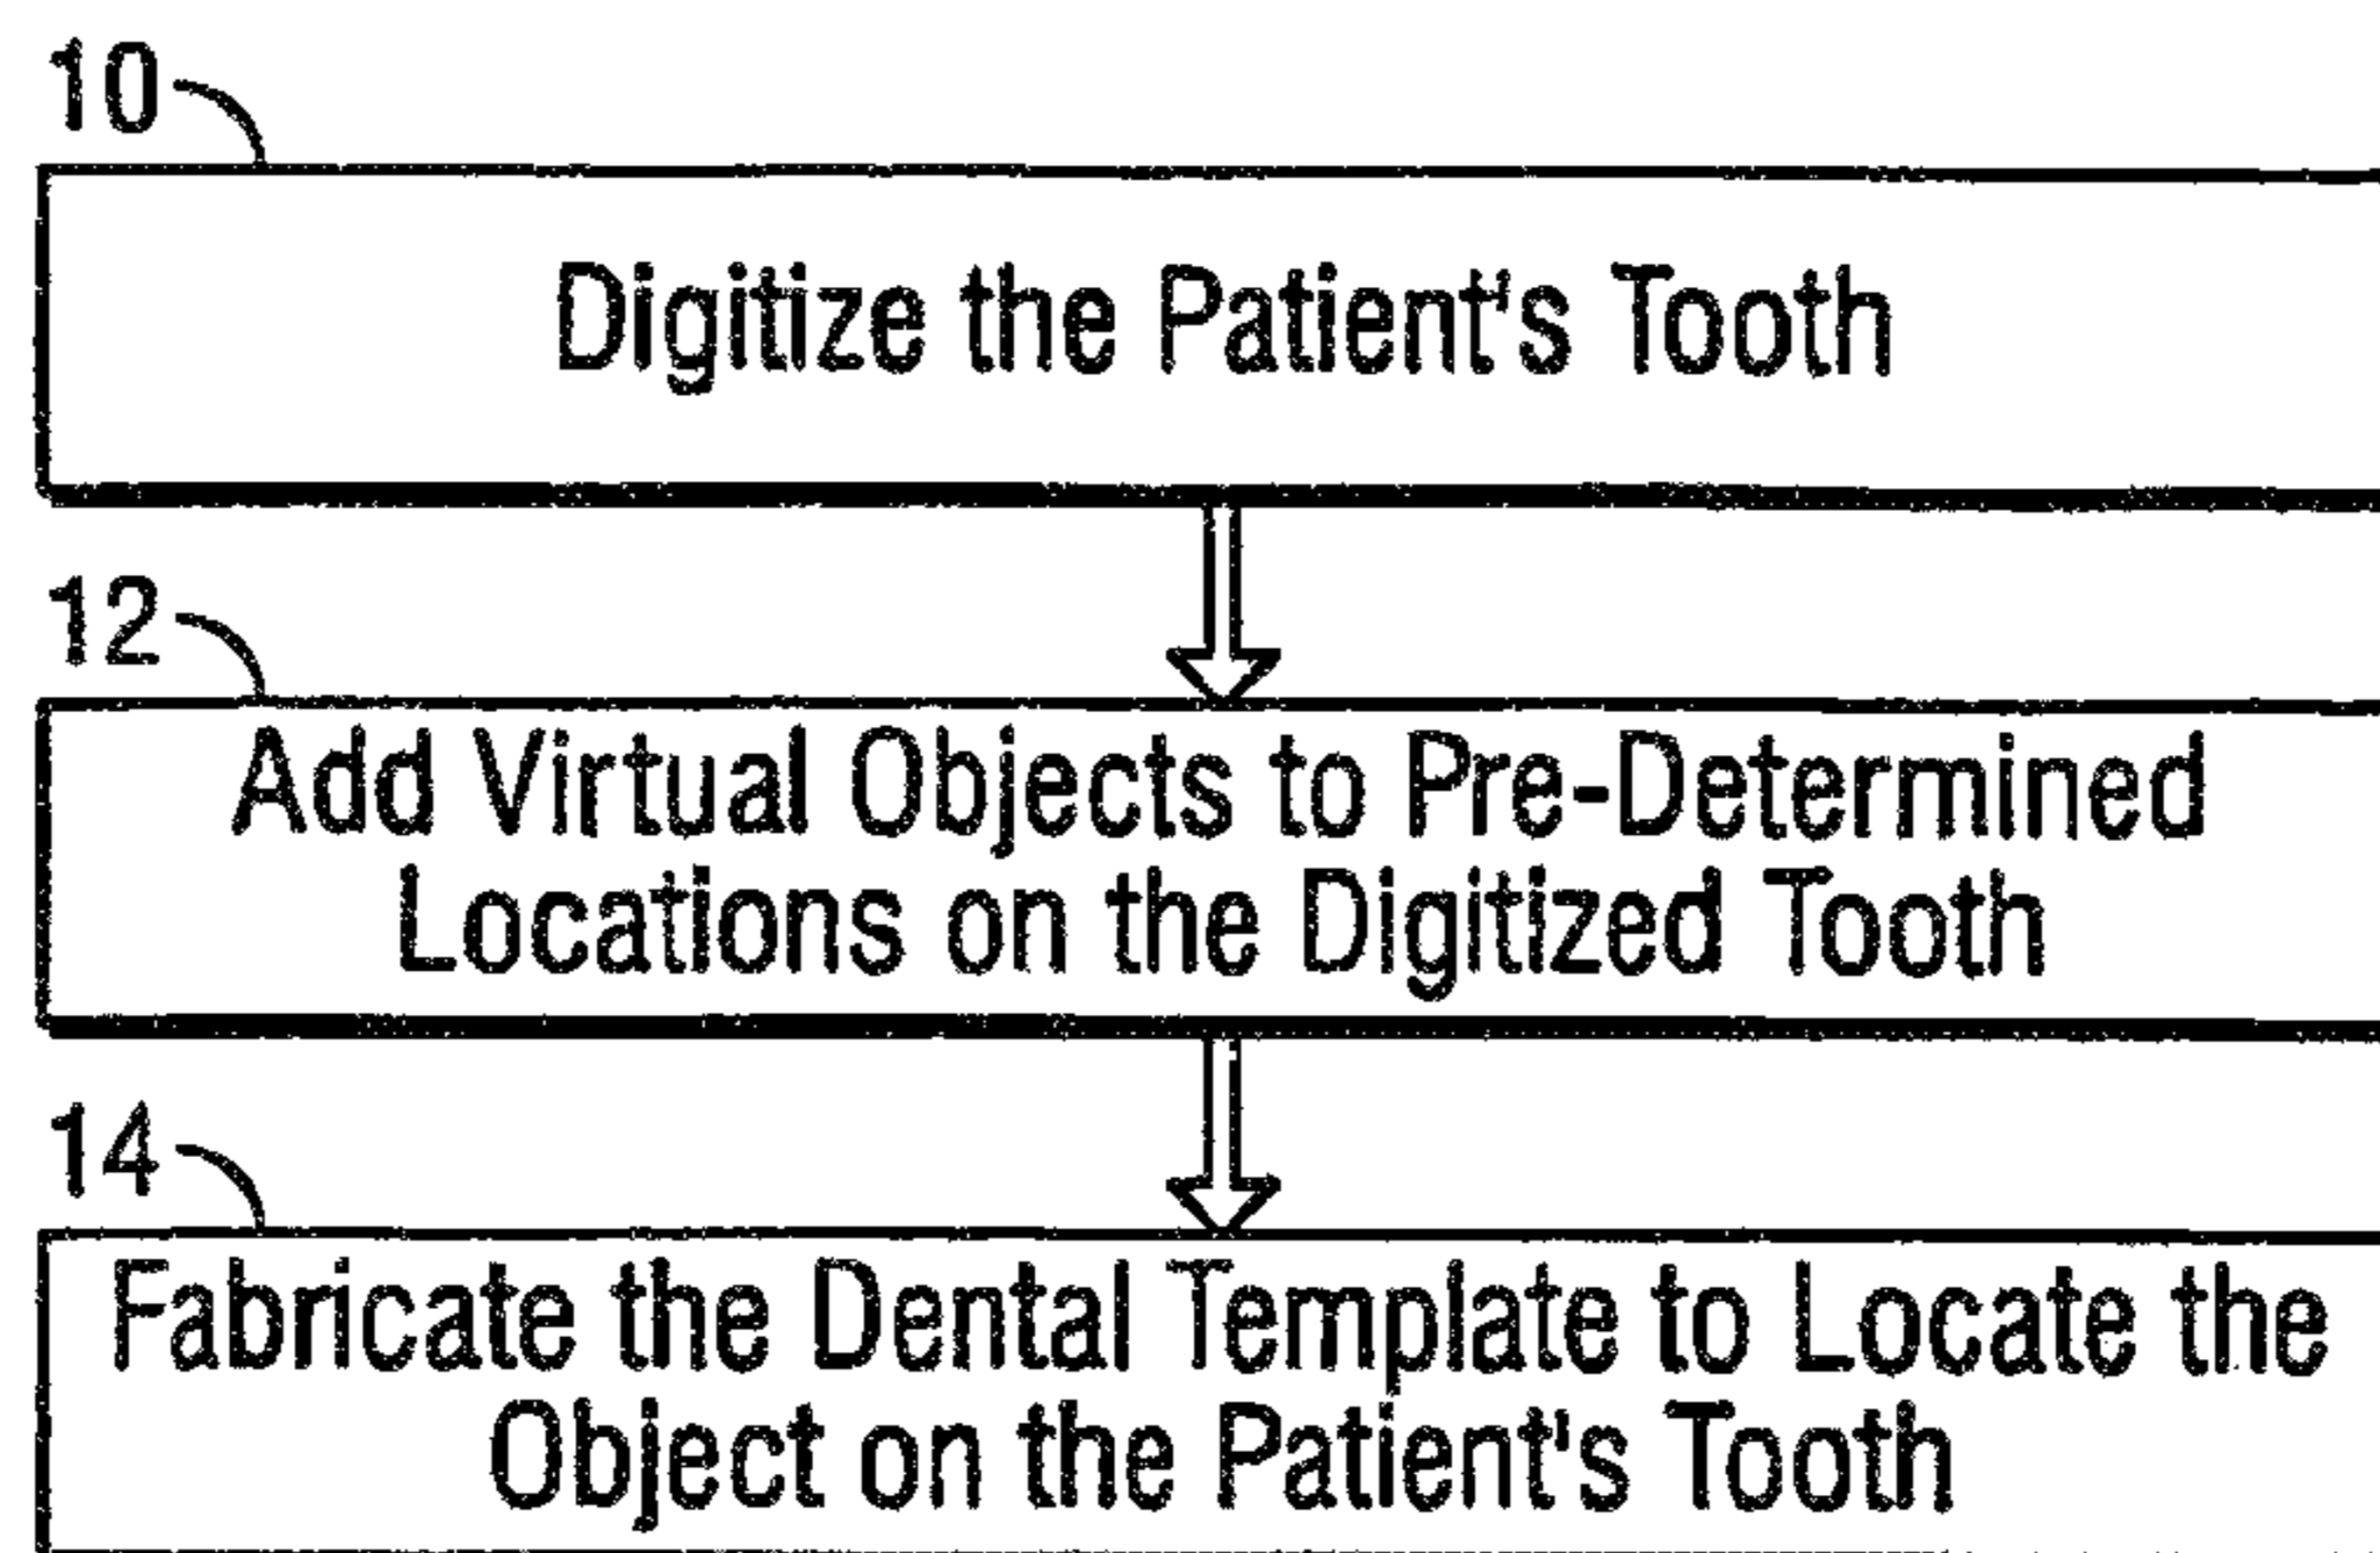 10
Digitize the Patient's Tooth
12
Add Virtual Objects to Pre-Determined
Locations on the Digitized Tooth
14
Fabricate the Dental Template to Locate the
Object on the Patient's Tooth